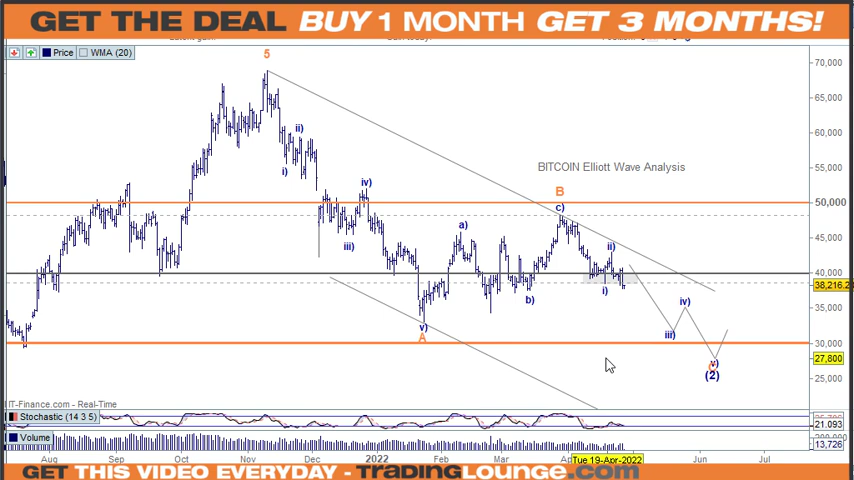 GET THE DEAL BUY 1 MONTH GET 3 MONTHS!
Price WMA (20)
70,000
5
65,000
60,000
ii)
55,000
BITCOIN Elliott Wave Analysis
i)
iv)
B
50,000
c)
a)
45,000
iii)
ii)
40,000
38,216.2
b)
i)
35,000
iv)
v)
A
iii)
30,000
27,800
v)
(2)
25,000
IT-Finance.com - Real-Time
Stochastic (14 3 5)
21.093
Volume
13,726
Aug Sep Oct Nov Dec 2022 Feb Mar Tue 19-Apr-2022 Jun Jul
GET THIS VIDEO EVERYDAY - TradingLounge.com